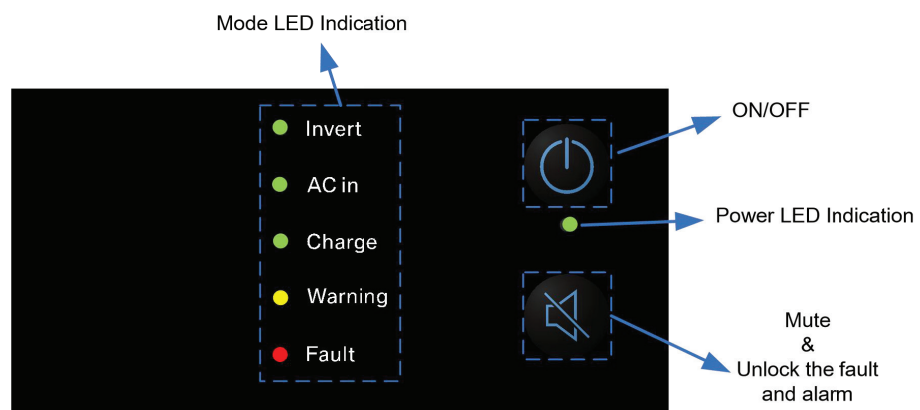 Mode LED Indication
Invert
AC in
Charge
Warning
Fault
ON/OFF
Power LED Indication
Mute
&
Unlock the fault
and alarm